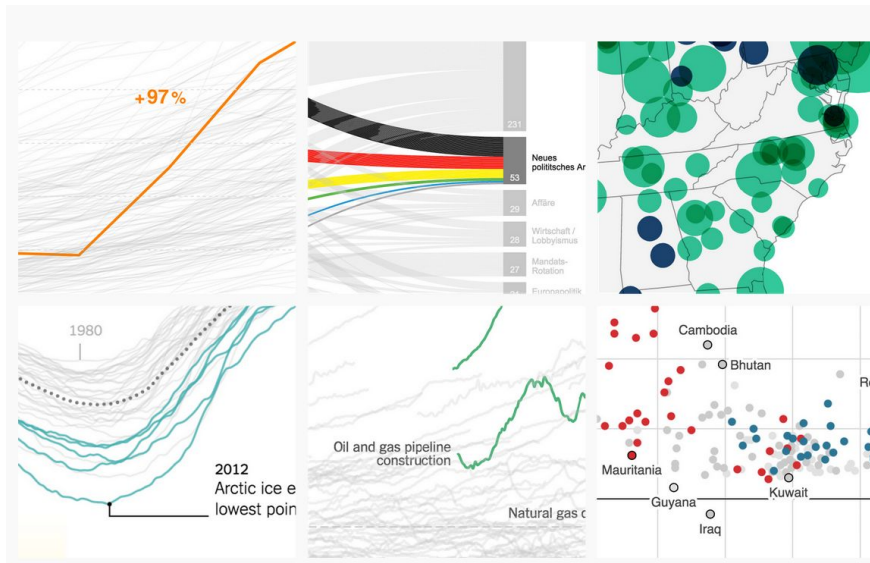 +97%
231
Neues
polititsches Ar
53
29
Affäre
28
Wirtschaft /
Lobbyismus
27
Mandats-
Rotation
Europapolitik
1980
2012
Arctic ice e
lowest poin
Oil and gas pipeline
construction
Natural gas d
Cambodia
Bhutan
Re
Mauritania
Guyana
Kuwait
Iraq